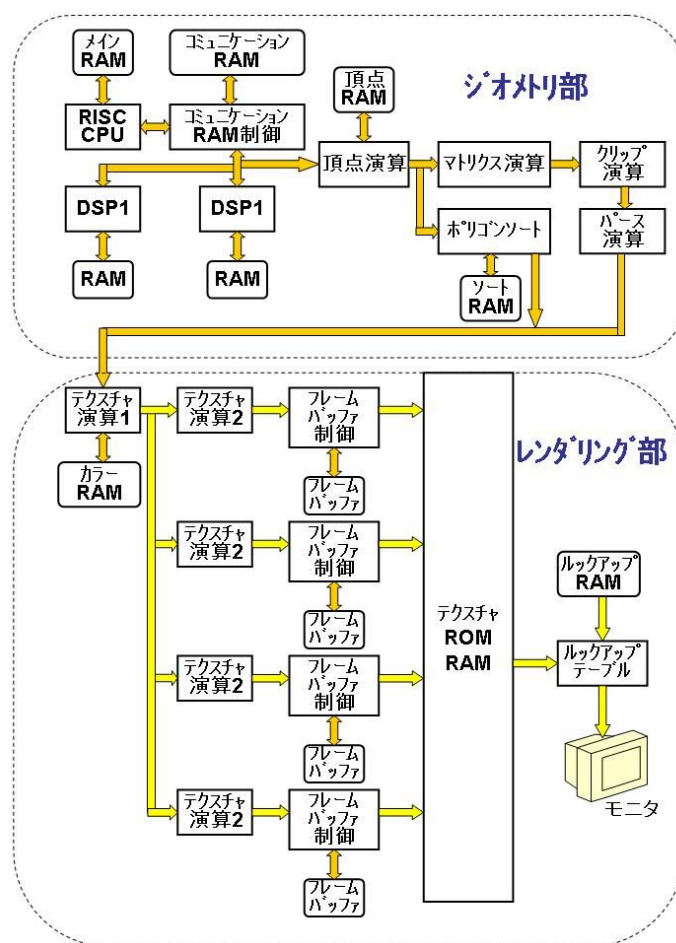 ﾒｲﾝ
RAM
ｺﾐｭﾆｹｰｼｮﾝ
RAM
頂点
RAM
ｼﾞｵﾒﾄﾘ部
RISC
CPU
ｺﾐｭﾆｹｰｼｮﾝ
RAM制御
頂点演算
ﾏﾄﾘｸｽ演算
ｸﾘｯﾌﾟ
演算
DSP1
DSP1
ﾎﾟﾘｺﾞﾝｿｰﾄ
ﾊﾟｰｽ
演算
RAM
RAM
ｿｰﾄ
RAM
ﾃｸｽﾁｬ
演算1
ﾃｸｽﾁｬ
演算2
ﾌﾚｰﾑ
ﾊﾞｯﾌｧ
制御
ﾚﾝﾀﾞﾘﾝｸﾞ部
ｶﾗｰ
RAM
ﾌﾚｰﾑ
ﾊﾞｯﾌｧ
ﾃｸｽﾁｬ
演算2
ﾌﾚｰﾑ
ﾊﾞｯﾌｧ
制御
ﾌﾚｰﾑ
ﾊﾞｯﾌｧ
ﾃｸｽﾁｬ
ROM
RAM
ﾙｯｸｱｯﾌﾟ
RAM
ﾙｯｸｱｯﾌﾟ
ﾃｰﾌﾞﾙ
ﾃｸｽﾁｬ
演算2
ﾌﾚｰﾑ
ﾊﾞｯﾌｧ
制御
ﾌﾚｰﾑ
ﾊﾞｯﾌｧ
モニタ
ﾃｸｽﾁｬ
演算2
ﾌﾚｰﾑ
ﾊﾞｯﾌｧ
制御
ﾌﾚｰﾑ
ﾊﾞｯﾌｧ